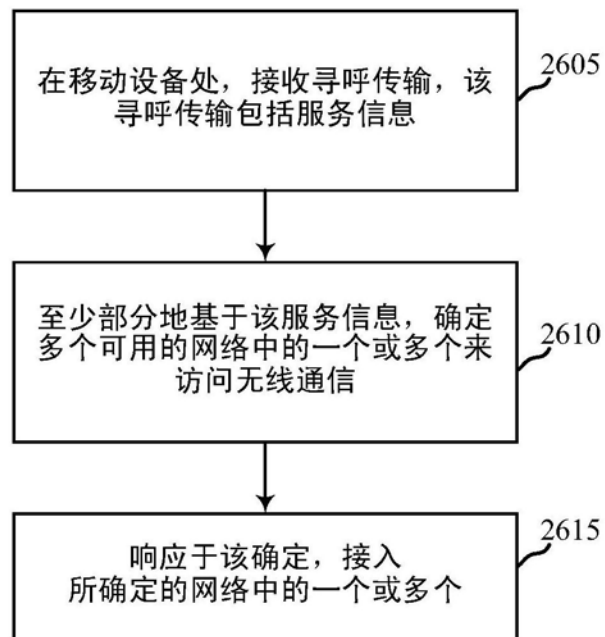 在移动设备处，接收寻呼传输，该
寻呼传输包括服务信息
2605
至少部分地基于该服务信息，确定
多个可用的网络中的一个或多个来
访问无线通信
2610
响应于该确定，接入
所确定的网络中的一个或多个
2615